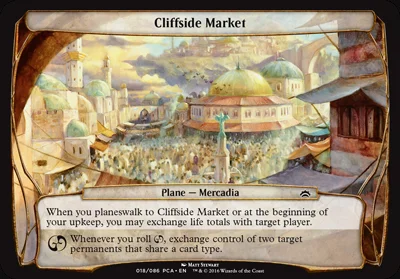 Cliffside Market
Plane — Mercadia
When you planeswalk to Cliffside Market or at the beginning of
your upkeep, you may exchange life totals with target player.
Whenever you roll , exchange control of two target
permanents that share a card type.
Matt Stewart
018/086 PCA • EN ™ & © 2016 Wizards of the Coast